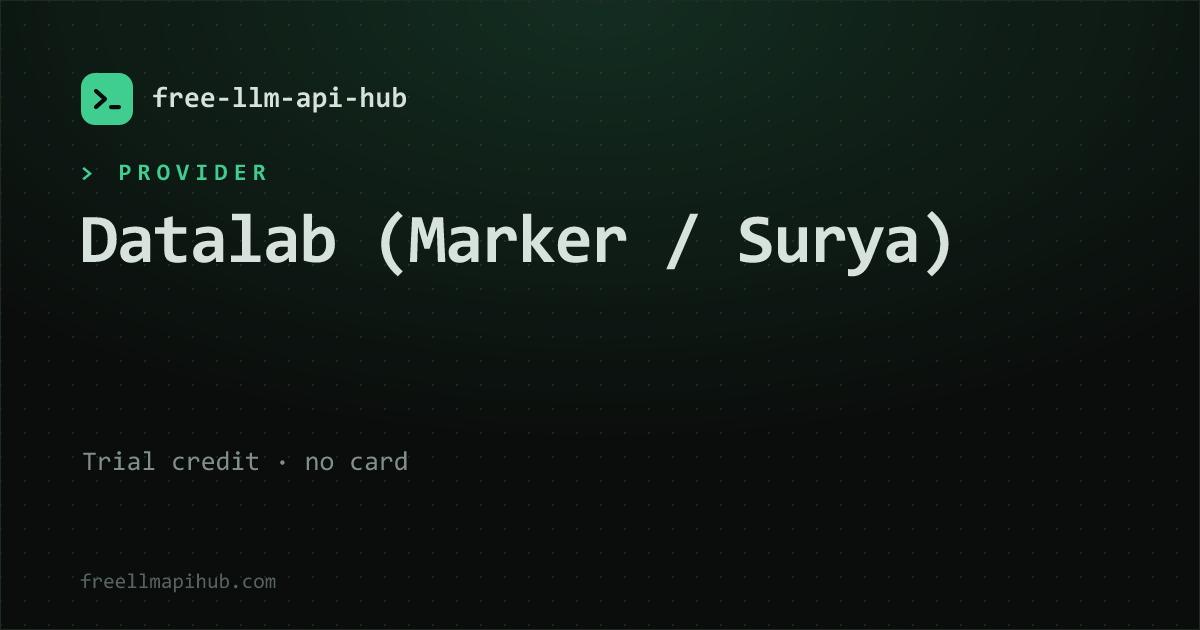 free-llm-api-hub
> PROVIDER
Datalab (Marker / Surya)
Trial credit · no card
freellmapihub.com